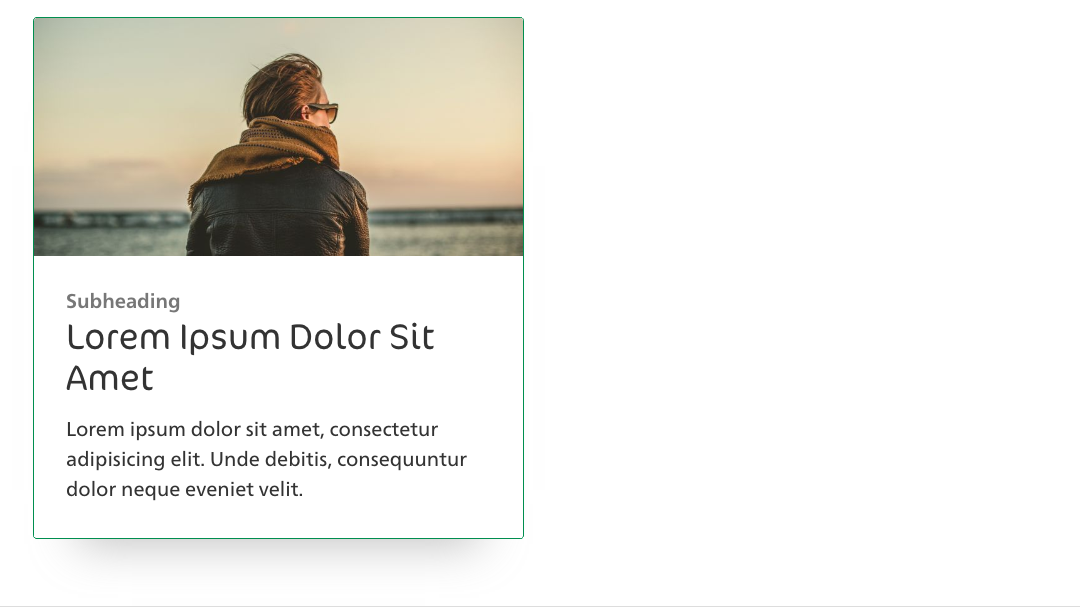 Subheading
Lorem Ipsum Dolor Sit
Amet
Lorem ipsum dolor sit amet, consectetur
adipisicing elit. Unde debitis, consequuntur
dolor neque eveniet velit.